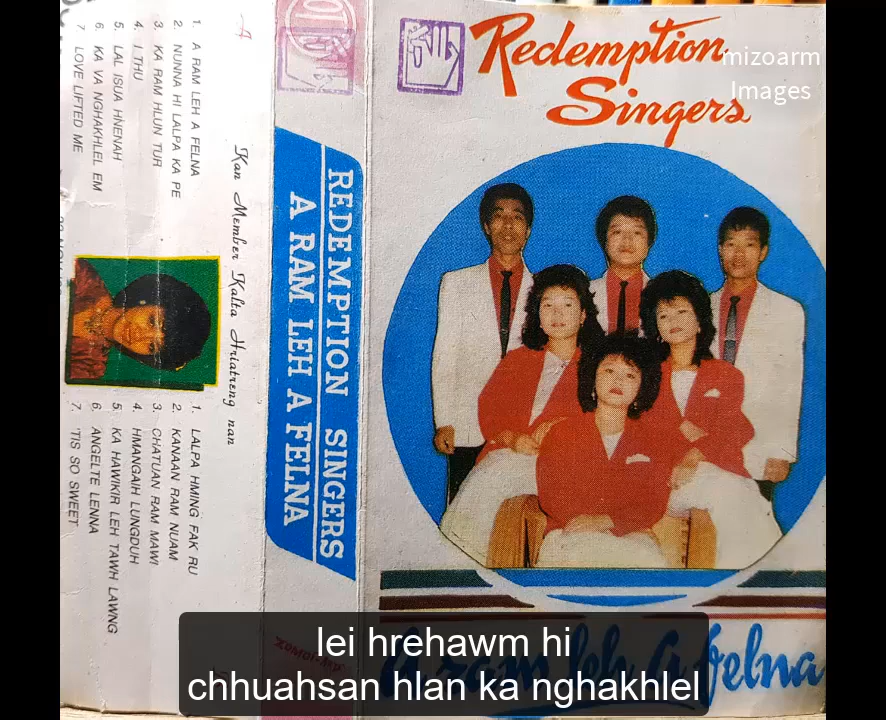 A
1. A RAM LEH A FELNA
2. NUNNA HI LALPA KA PE
3. KA RAM HLUN TUR
4. I THU
5. LAL ISUA HNENAH
6. KA VA NGHAKHLEL EM
7 LOVE LIFTED ME
Kan Member Kalta Hriatreng nan
1. LALPA HMING FAK RU
2. KANAAN RAM NUAM
3. CHATUAN RAM MAWI
4. HMANGAIH LUNGDUH
5. KA HAWIKIR LEH TAWH LAWNG
6. ANGELTE LENNA
7. 'TIS SO SWEET
REDEMPTION SINGERS
A RAM LEH A FELNA
Redemption
Singers
mizoarm
Images
A ram leh A felna
lei hrehawm hi
chhuahsan hlan ka nghakhlel